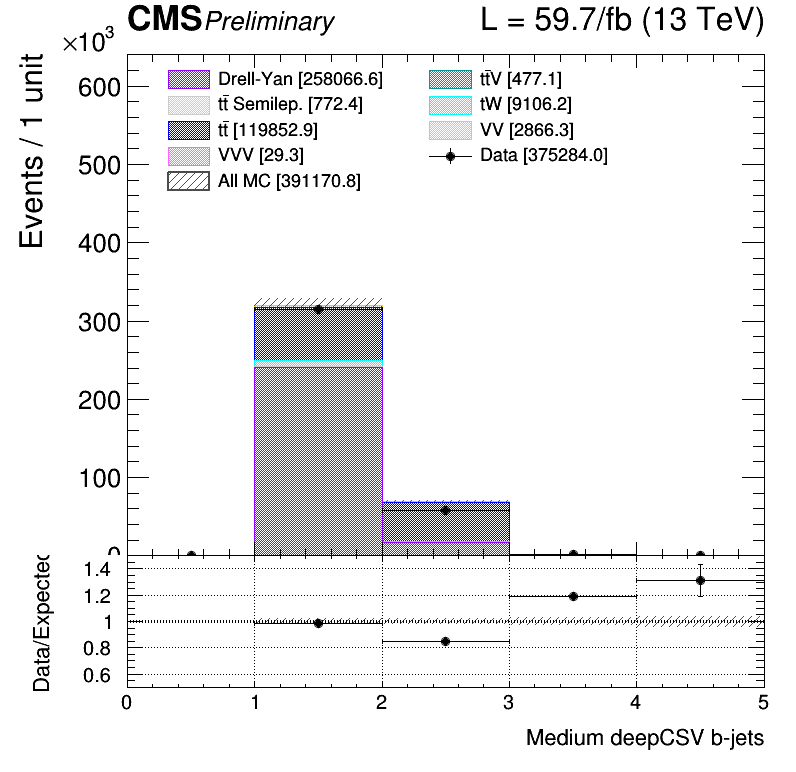 CMS Preliminary L = 59.7/fb (13 TeV)
×10³
Events / 1 unit
600
500
400
300
200
100
0
Drell-Yan [258066.6]
tt̄ Semilep. [772.4]
tt̄ [119852.9]
VVV [29.3]
All MC [391170.8]
tt̄V [477.1]
tW [9106.2]
VV [2866.3]
Data [375284.0]
Data/Expected
1.4
1.2
1
0.8
0.6
0 1 2 3 4 5
Medium deepCSV b-jets